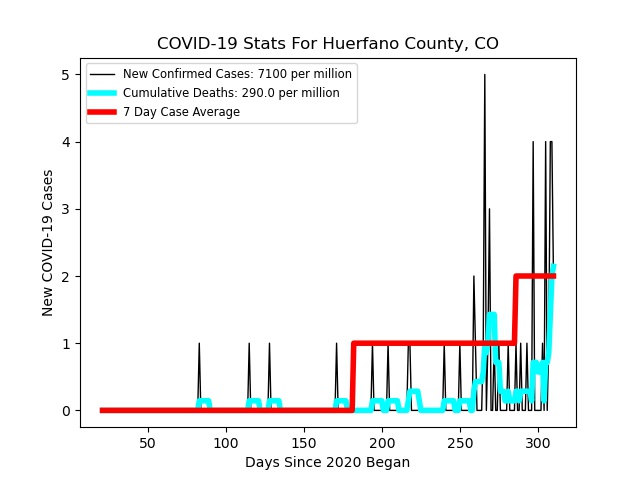 COVID-19 Stats For Huerfano County, CO
New Confirmed Cases: 7100 per million
Cumulative Deaths: 290.0 per million
7 Day Case Average
New COVID-19 Cases
5
4
3
2
1
0
50 100 150 200 250 300
Days Since 2020 Began